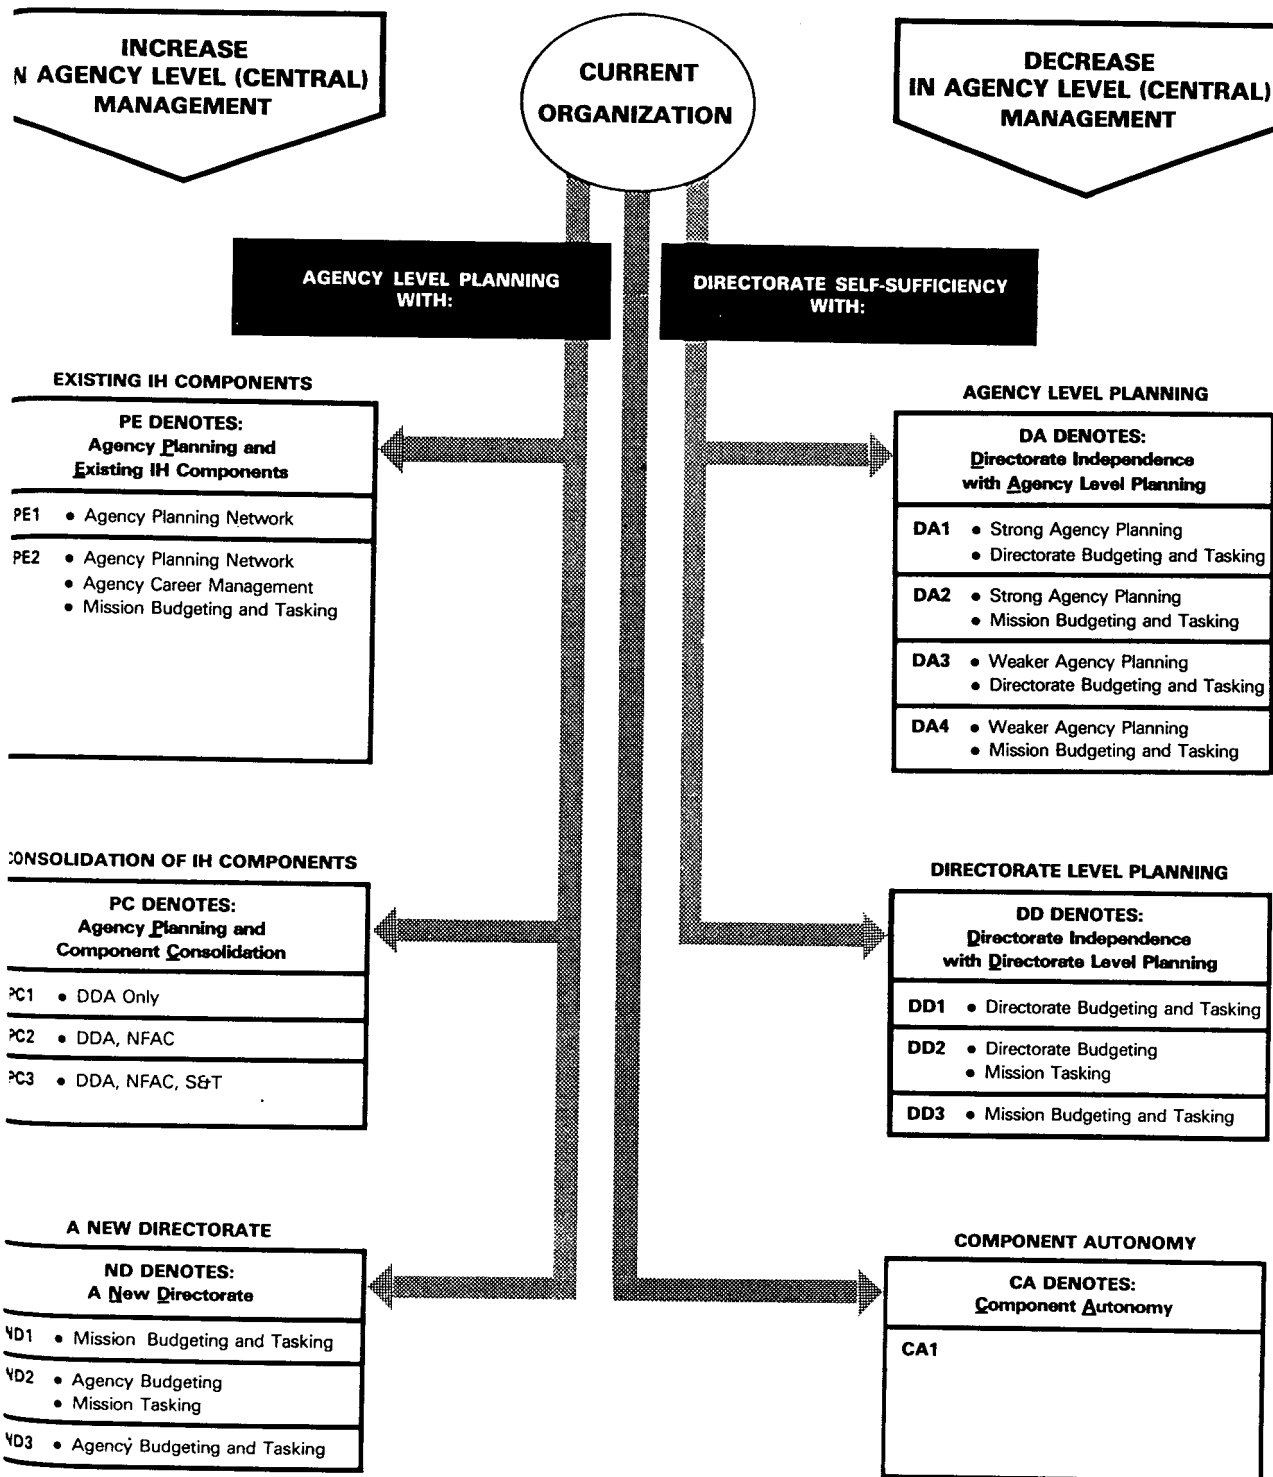 INCREASE
N AGENCY LEVEL (CENTRAL)
MANAGEMENT
CURRENT
ORGANIZATION
DECREASE
IN AGENCY LEVEL (CENTRAL)
MANAGEMENT
AGENCY LEVEL PLANNING
WITH:
DIRECTORATE SELF-SUFFICIENCY
WITH:
EXISTING IH COMPONENTS
PE DENOTES:
Agency Planning and
Existing IH Components
PE1 • Agency Planning Network
PE2 • Agency Planning Network
• Agency Career Management
• Mission Budgeting and Tasking
CONSOLIDATION OF IH COMPONENTS
PC DENOTES:
Agency Planning and
Component Consolidation
PC1 • DDA Only
PC2 • DDA, NFAC
PC3 • DDA, NFAC, S&T
A NEW DIRECTORATE
ND DENOTES:
A New Directorate
ND1 • Mission Budgeting and Tasking
ND2 • Agency Budgeting
• Mission Tasking
ND3 • Agency Budgeting and Tasking
AGENCY LEVEL PLANNING
DA DENOTES:
Directorate Independence
with Agency Level Planning
DA1 • Strong Agency Planning
• Directorate Budgeting and Tasking
DA2 • Strong Agency Planning
• Mission Budgeting and Tasking
DA3 • Weaker Agency Planning
• Directorate Budgeting and Tasking
DA4 • Weaker Agency Planning
• Mission Budgeting and Tasking
DIRECTORATE LEVEL PLANNING
DD DENOTES:
Directorate Independence
with Directorate Level Planning
DD1 • Directorate Budgeting and Tasking
DD2 • Directorate Budgeting
• Mission Tasking
DD3 • Mission Budgeting and Tasking
COMPONENT AUTONOMY
CA DENOTES:
Component Autonomy
CA1